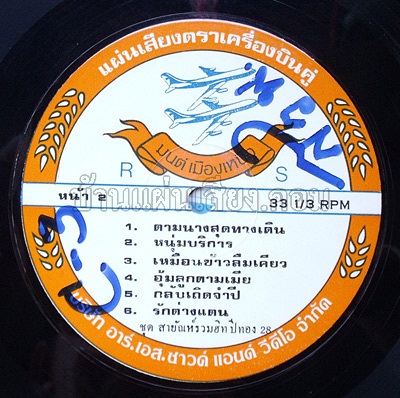 แผ่นเสียงตราเครื่องบินคู่
มนต์เมืองเหนือ
R S
บ้านแผ่นเสียง.คอม
หน้า 2
33 1/3 RPM
1. ตามนางสุดทางเดิน
2. หนุ่มบริการ
3. เหมือนข้าวลืมเคียว
4. อุ้มลูกตามเมีย
5. กลับเถิดจำปี
6. รักต่างแดน
ชุด สายัณห์รวมฮิทปีทอง 28
บริษัท อาร์.เอส.ซาวด์ แอนด์ วีดีโอ จำกัด